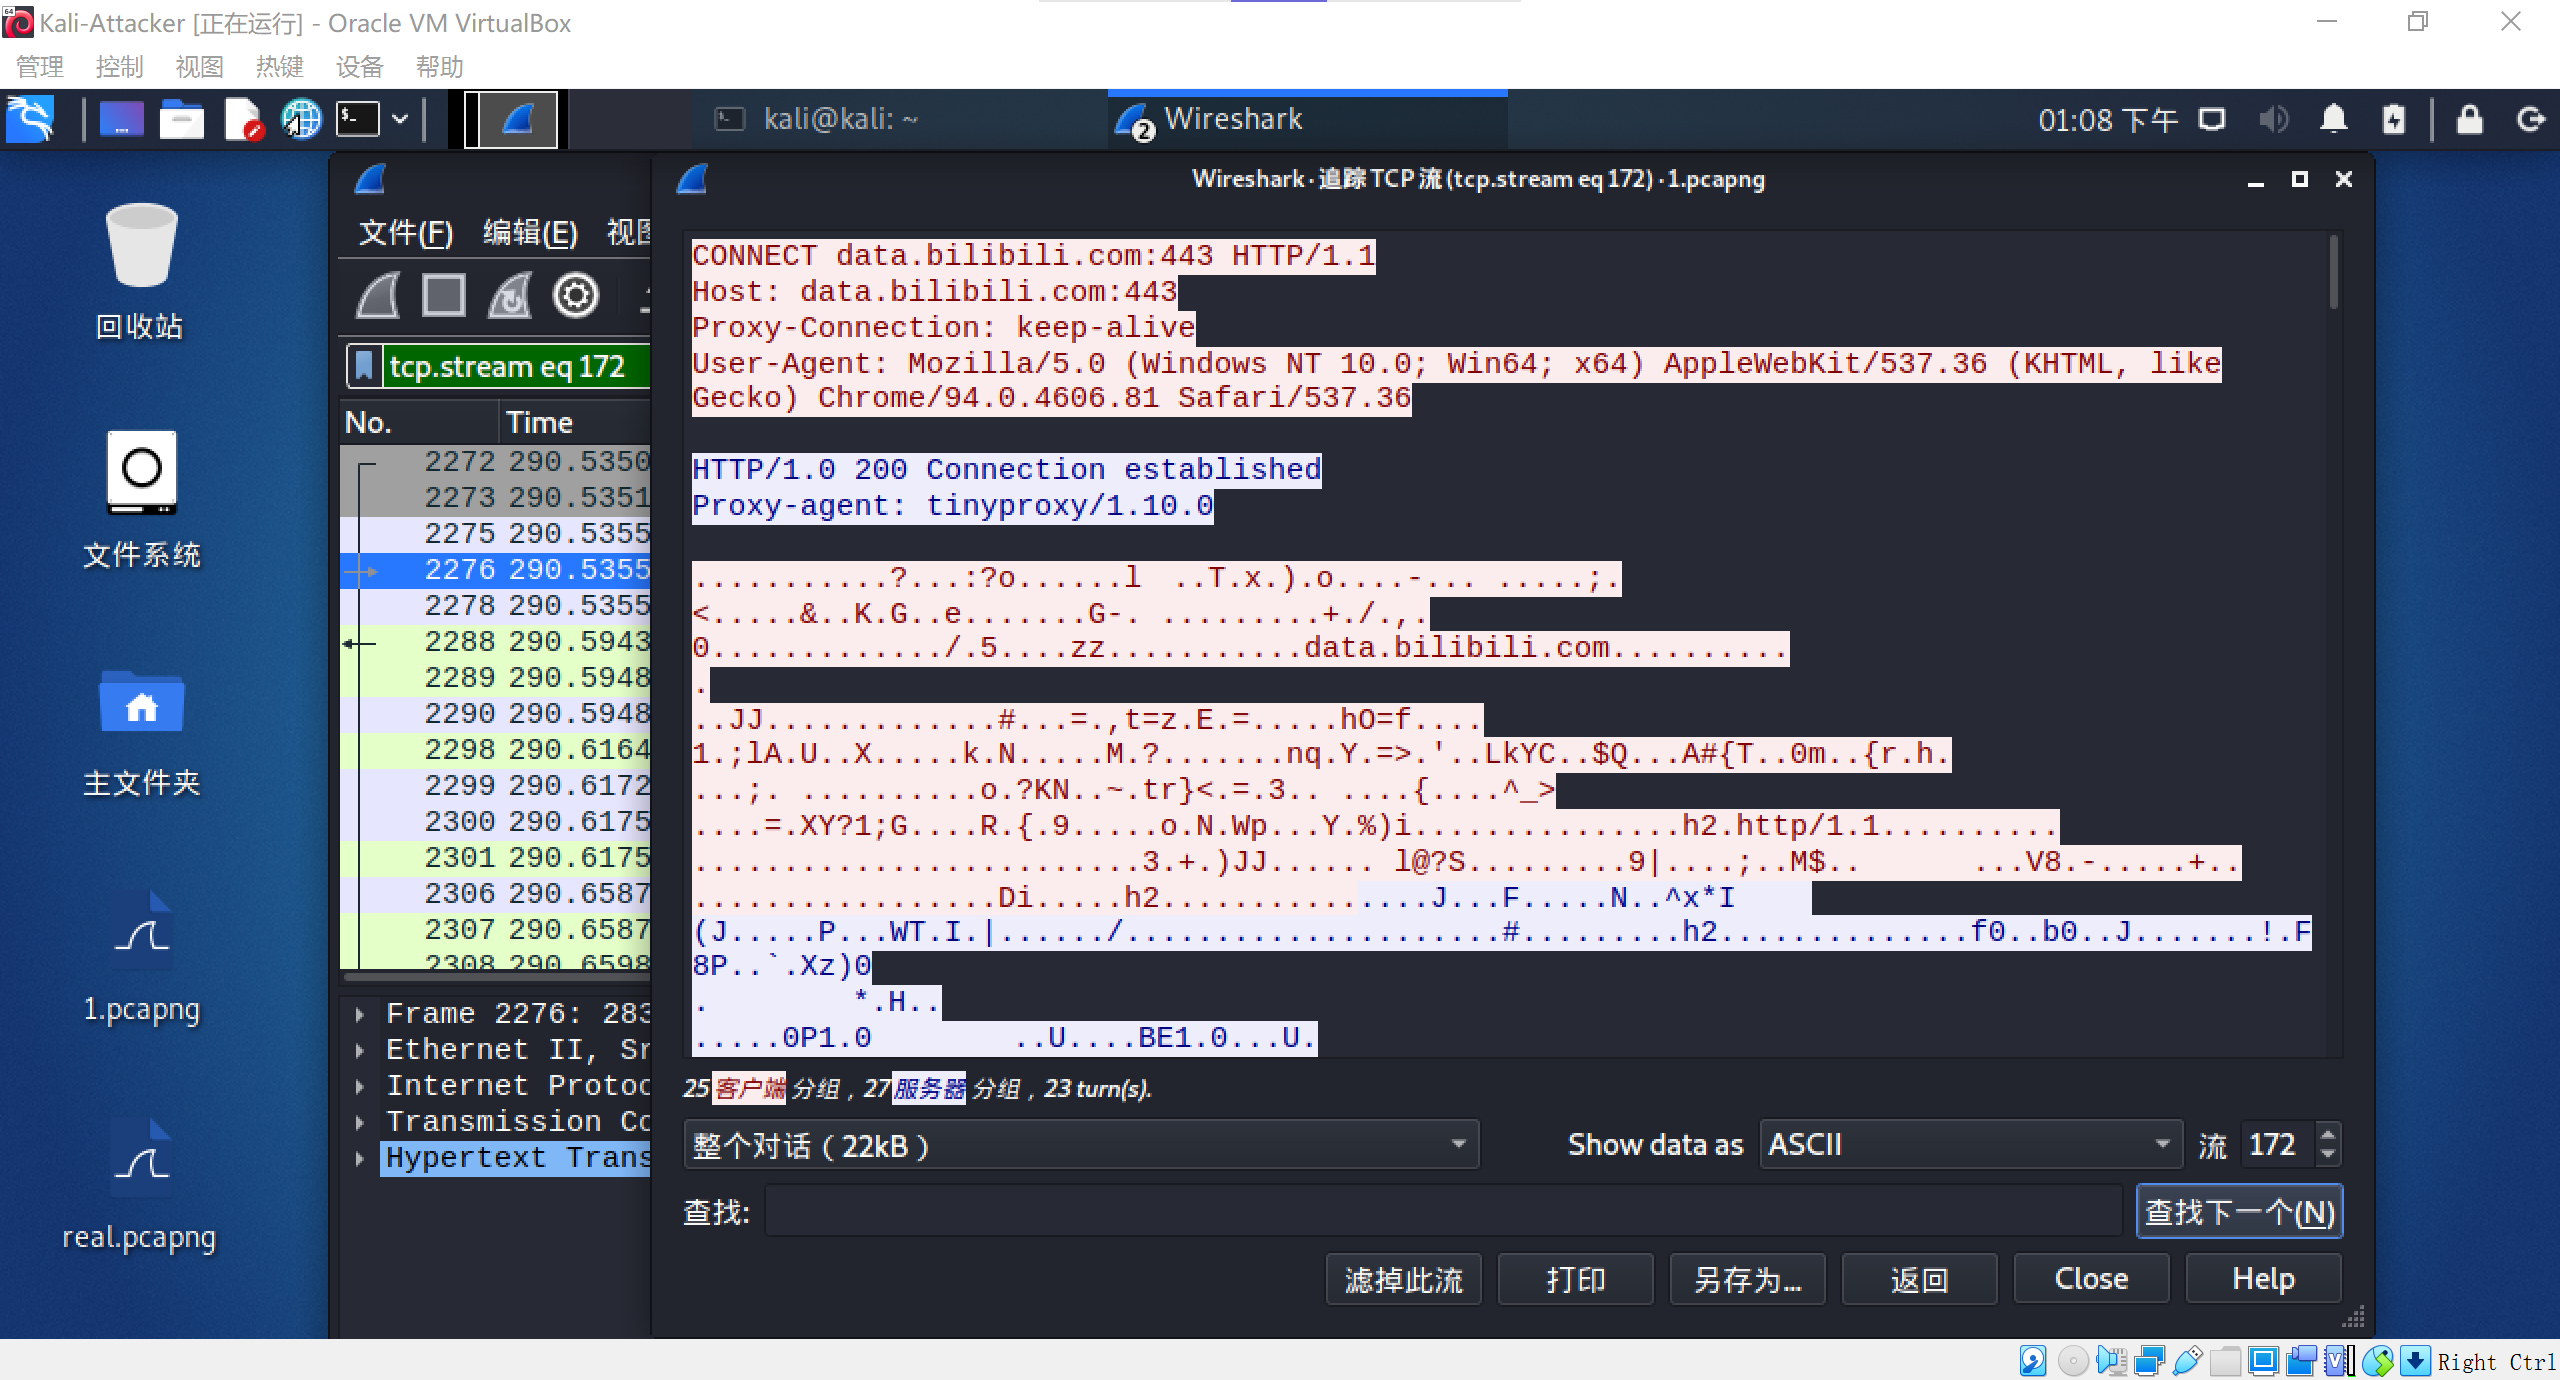 Kali-Attacker [正在运行] - Oracle VM VirtualBox
管理 控制 视图 热键 设备 帮助
kali@kali: ~
Wireshark
01:08 下午
回收站
文件系统
主文件夹
1.pcapng
real.pcapng
文件(F) 编辑(E) 视图
tcp.stream eq 172
No. Time
2272 290.5350
2273 290.5351
2275 290.5355
2276 290.5355
2278 290.5355
2288 290.5943
2289 290.5948
2290 290.5948
2298 290.6164
2299 290.6172
2300 290.6175
2301 290.6175
2306 290.6587
2307 290.6587
2308 290.6598
Frame 2276: 283
Ethernet II, Sr
Internet Protoc
Transmission Co
Hypertext Trans
Wireshark · 追踪 TCP 流 (tcp.stream eq 172) · 1.pcapng
CONNECT data.bilibili.com:443 HTTP/1.1
Host: data.bilibili.com:443
Proxy-Connection: keep-alive
User-Agent: Mozilla/5.0 (Windows NT 10.0; Win64; x64) AppleWebKit/537.36 (KHTML, like
Gecko) Chrome/94.0.4606.81 Safari/537.36
HTTP/1.0 200 Connection established
Proxy-agent: tinyproxy/1.10.0
...........?...:?o......l ..T.x.).o....-... .....;.
<.....&..K.G..e.......G-. .........+./.,.
0............./.5....zz...........data.bilibili.com..........
.
..JJ.............#...=.,t=z.E.=.....hO=f....
1.;lA.U..X.....k.N.....M.?.......nq.Y.=>.'..LkYC..$Q...A#{T..0m..{r.h.
...;. ..........o.?KN..~.tr}<.=.3.. ....{....^_>
....=.XY?1;G....R.{.9.....o.N.Wp...Y.%)i...............h2.http/1.1..........
.........................3.+.)JJ...... l@?S.........9|....;..M$.. ...V8.-.....+..
.................Di.....h2...............J...F.....N..^x*I
(J.....P...WT.I.|....../.....................#.........h2..............f0..b0..J.......!.F
8P..`.Xz)0
. *.H..
.....0P1.0 ..U....BE1.0...U.
25 客户端 分组，27 服务器 分组，23 turn(s).
整个对话（22kB） Show data as ASCII 流 172
查找: 查找下一个(N)
滤掉此流 打印 另存为… 返回 Close Help
Right Ctrl